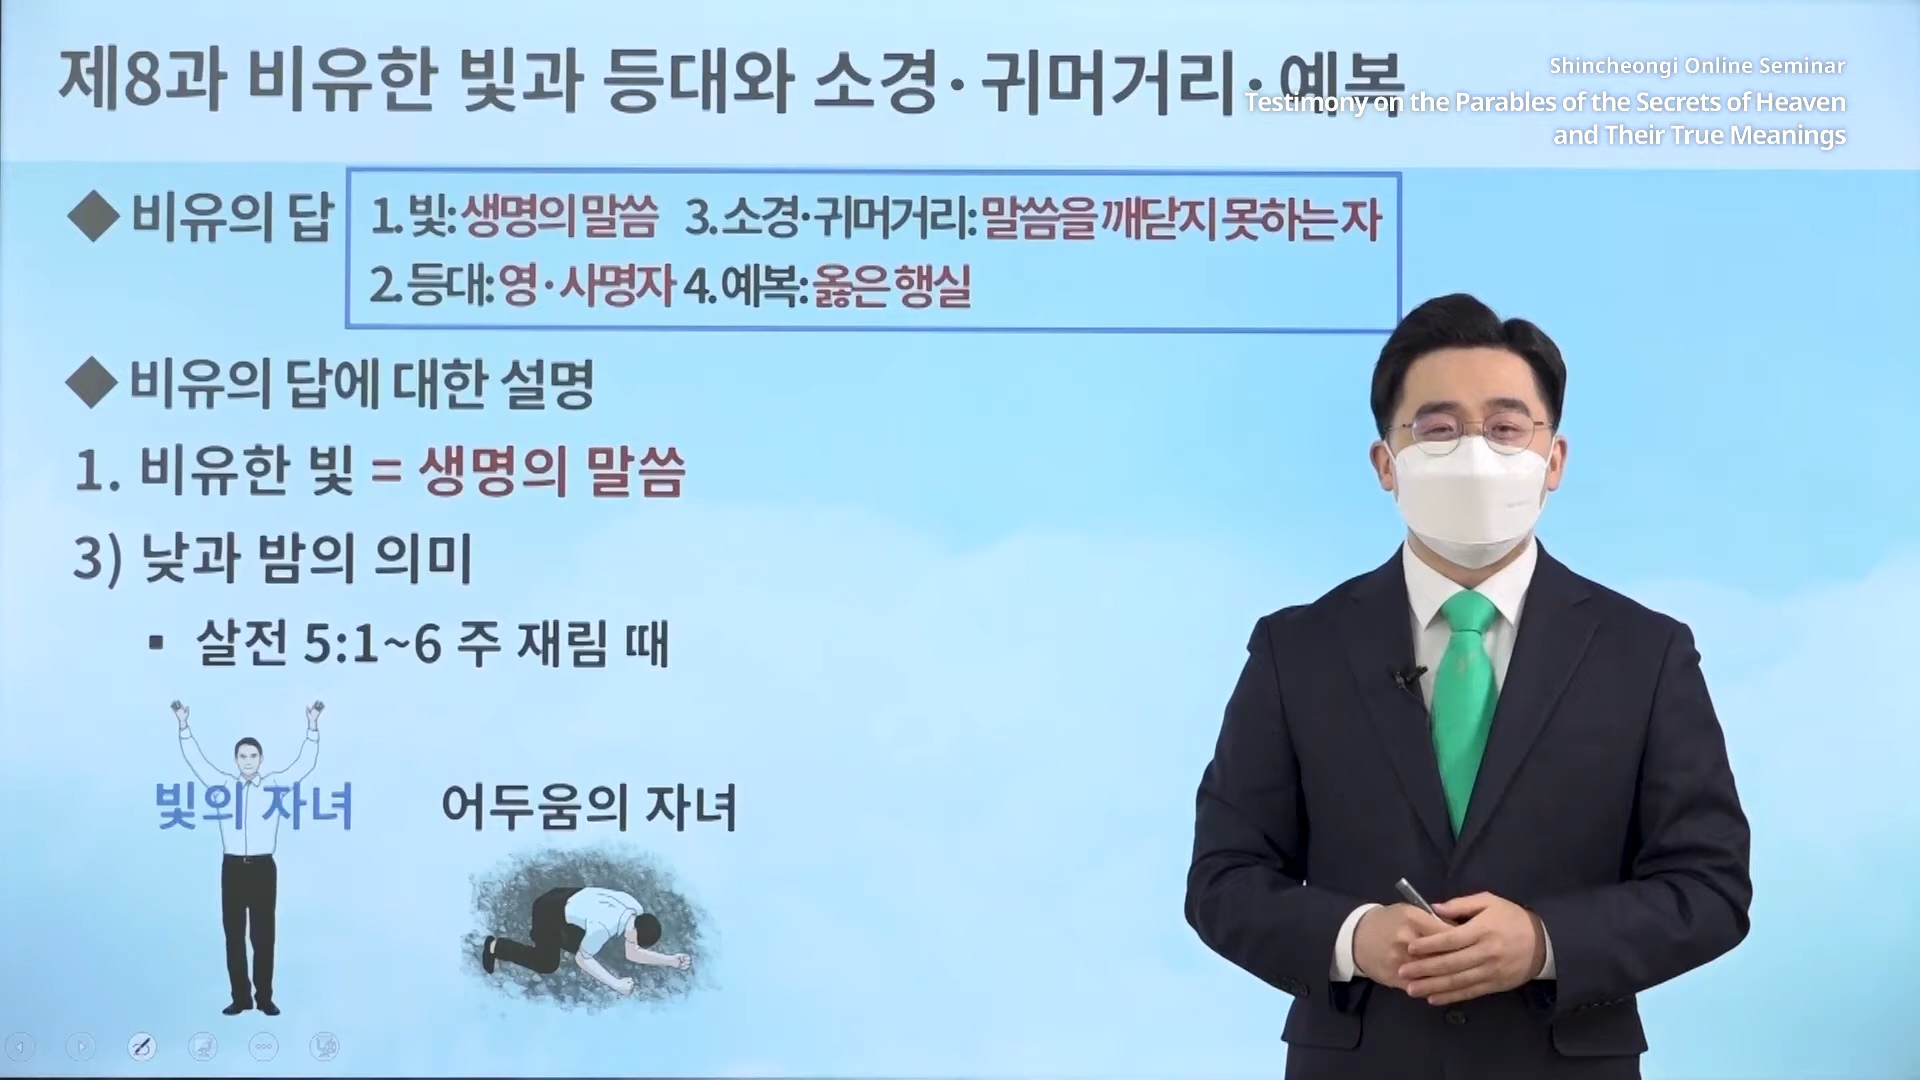 제8과 비유한 빛과 등대와 소경·귀머거리·예복
Shincheongi Online Seminar
Testimony on the Parables of the Secrets of Heaven
and Their True Meanings
◆ 비유의 답
1. 빛: 생명의 말씀 3. 소경·귀머거리: 말씀을 깨닫지 못하는 자
2. 등대: 영·사명자 4. 예복: 옳은 행실
◆ 비유의 답에 대한 설명
1. 비유한 빛 = 생명의 말씀
3) 낮과 밤의 의미
▪ 살전 5:1~6 주 재림 때
빛의 자녀 어두움의 자녀